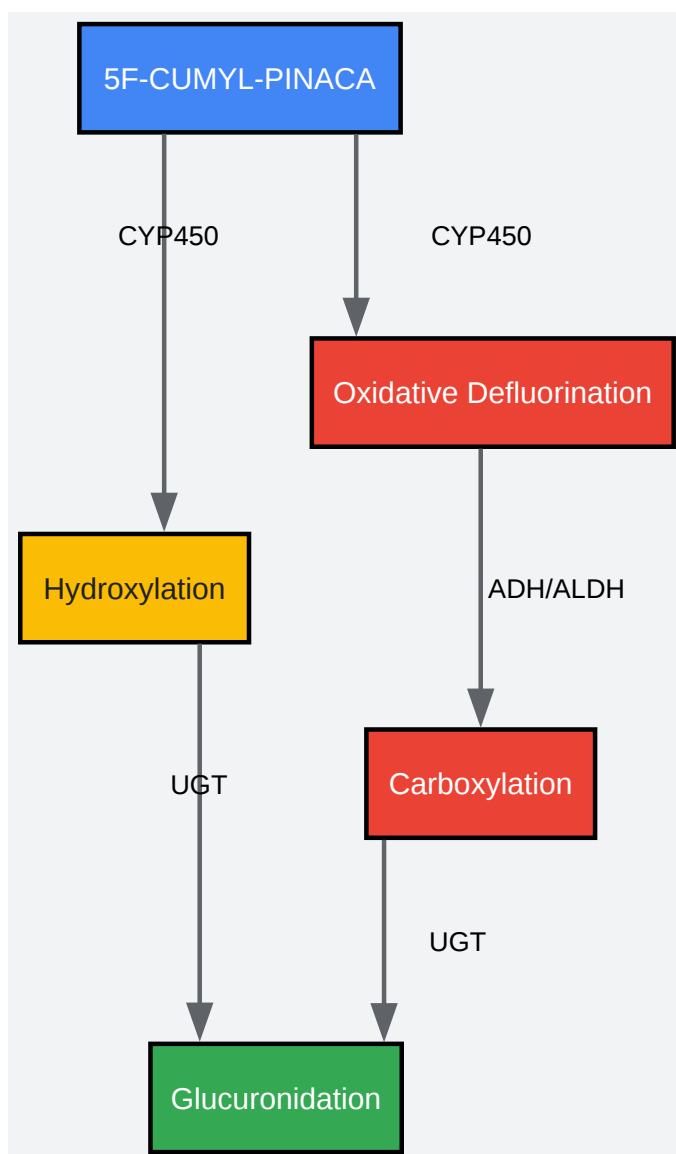 5F-CUMYL-PINACA
CYP450
CYP450
Oxidative Defluorination
Hydroxylation
ADH/ALDH
UGT
Carboxylation
UGT
Glucuronidation